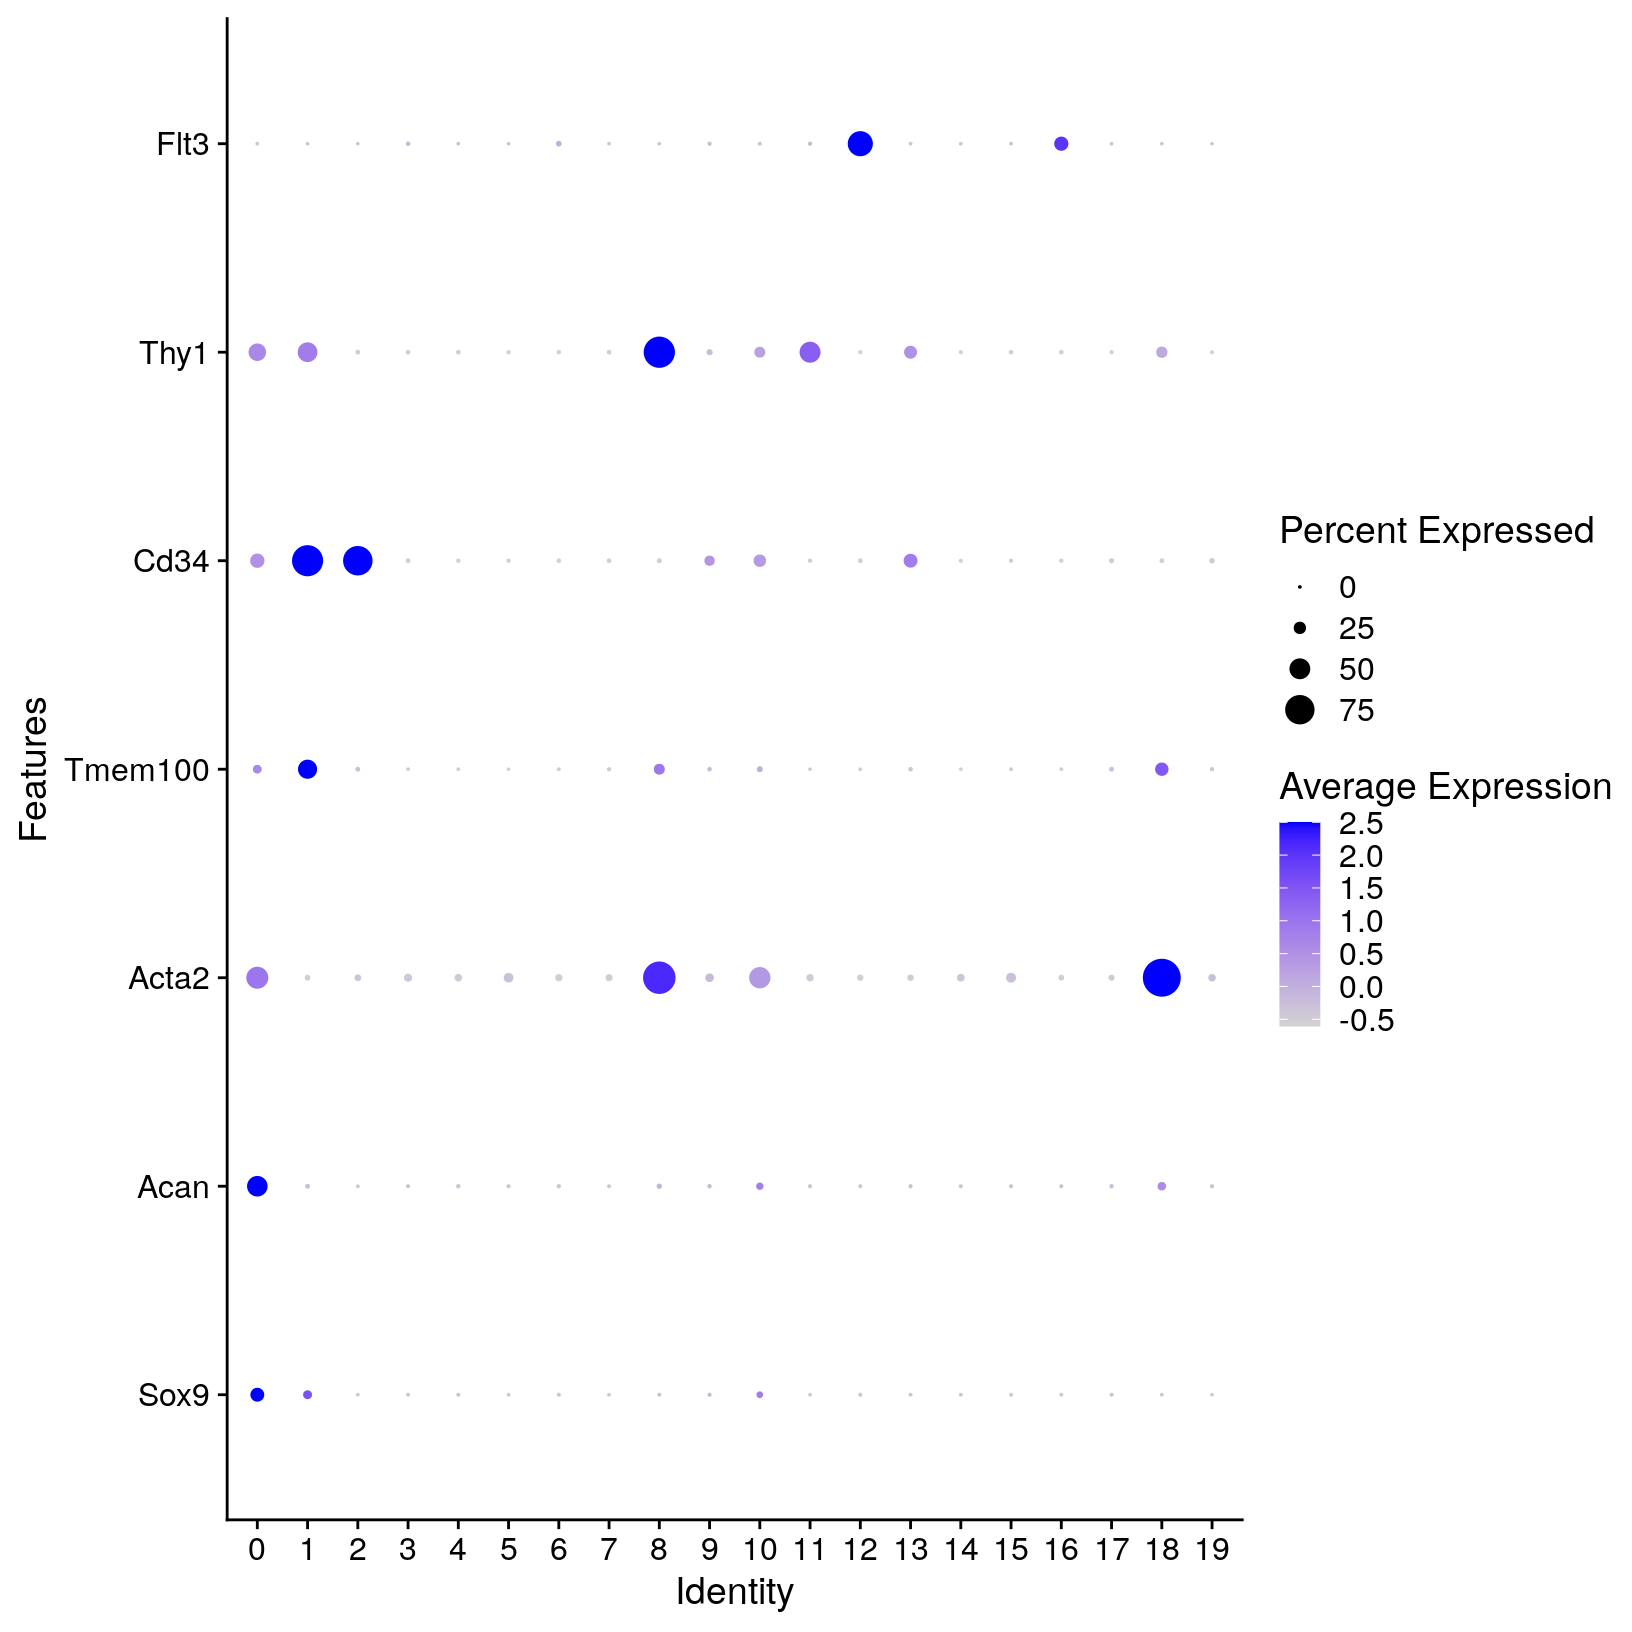 Flt3
Thy1
Cd34
Tmem100
Acta2
Acan
Sox9
Features
0 1 2 3 4 5 6 7 8 9 10 11 12 13 14 15 16 17 18 19
Identity
Percent Expressed
0
25
50
75
Average Expression
2.5
2.0
1.5
1.0
0.5
0.0
-0.5